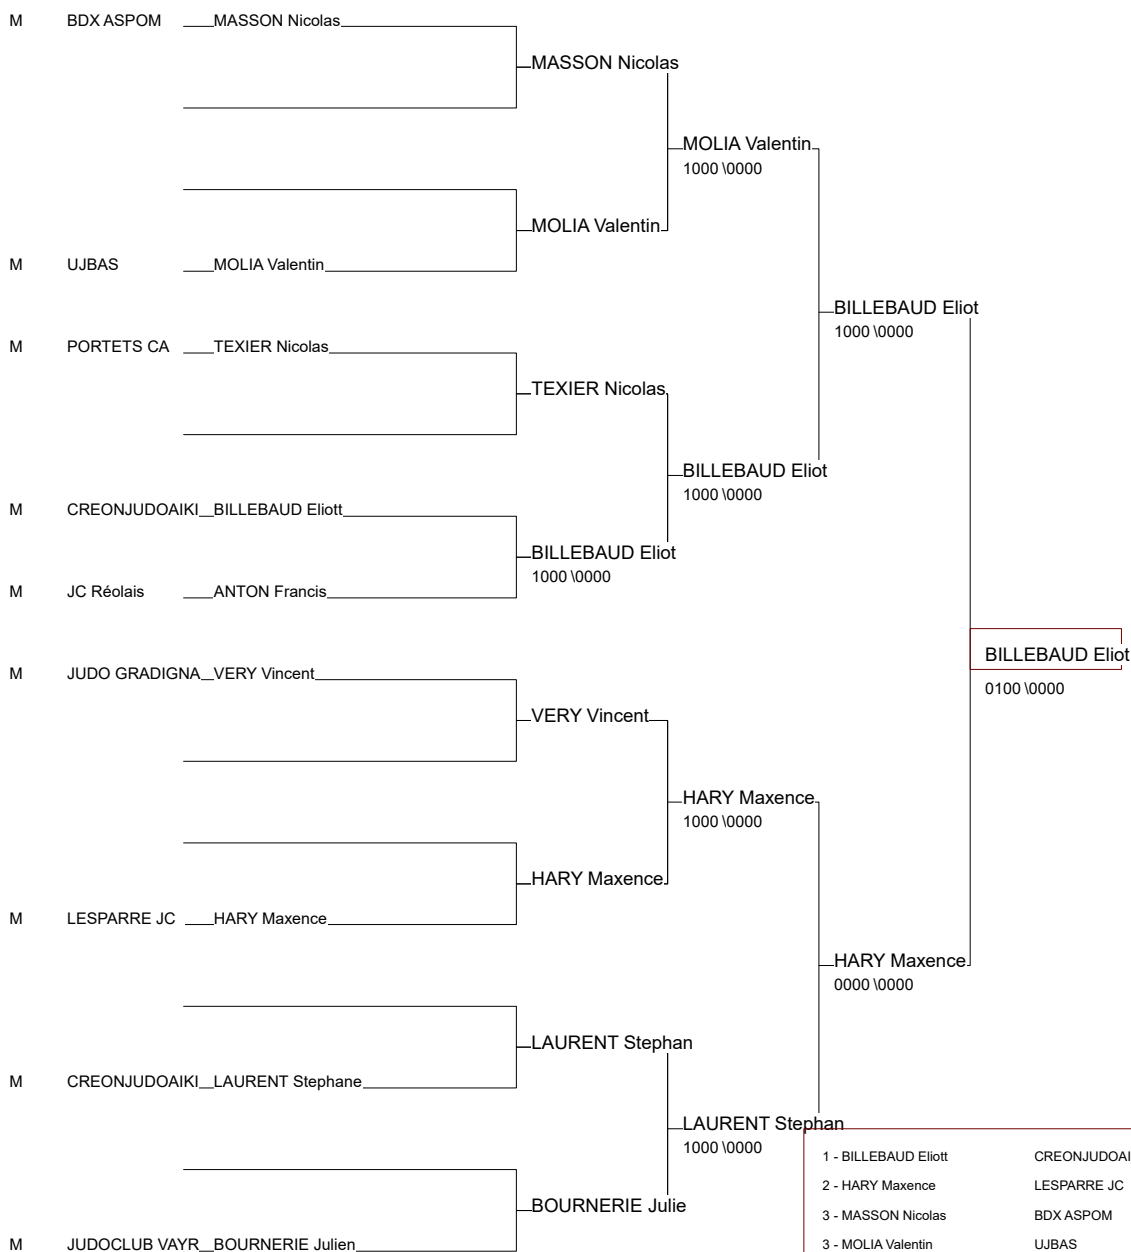 M BDX ASPOM MASSON Nicolas
MASSON Nicolas
MOLIA Valentin
1000 \0000
MOLIA Valentin
M UJBAS MOLIA Valentin
BILLEBAUD Eliot
1000 \0000
M PORTETS CA TEXIER Nicolas
TEXIER Nicolas
BILLEBAUD Eliot
1000 \0000
M CREONJUDOAIKI BILLEBAUD Eliott
BILLEBAUD Eliot
1000 \0000
M JC Réolais ANTON Francis
BILLEBAUD Eliot
0100 \0000
M JUDO GRADIGNA VERY Vincent
VERY Vincent
HARY Maxence
1000 \0000
HARY Maxence
M LESPARRE JC HARY Maxence
HARY Maxence
0000 \0000
LAURENT Stephan
M CREONJUDOAIKI LAURENT Stephane
LAURENT Stephan
1000 \0000
1 - BILLEBAUD Eliott CREONJUDOAI
2 - HARY Maxence LESPARRE JC
BOURNERIE Julie
3 - MASSON Nicolas BDX ASPOM
M JUDOCLUB VAYR BOURNERIE Julien
3 - MOLIA Valentin UJBAS